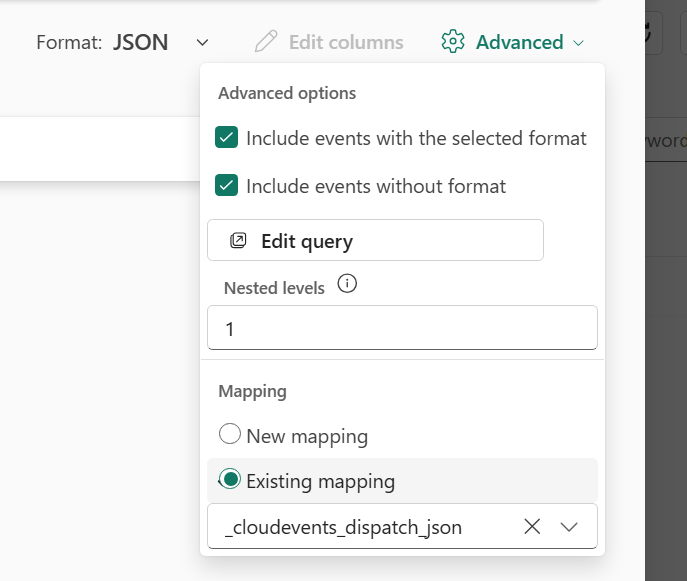 Format: JSON Edit columns Advanced
Advanced options
Include events with the selected format
Include events without format
Edit query
Nested levels
1
Mapping
New mapping
Existing mapping
_cloudevents_dispatch_json